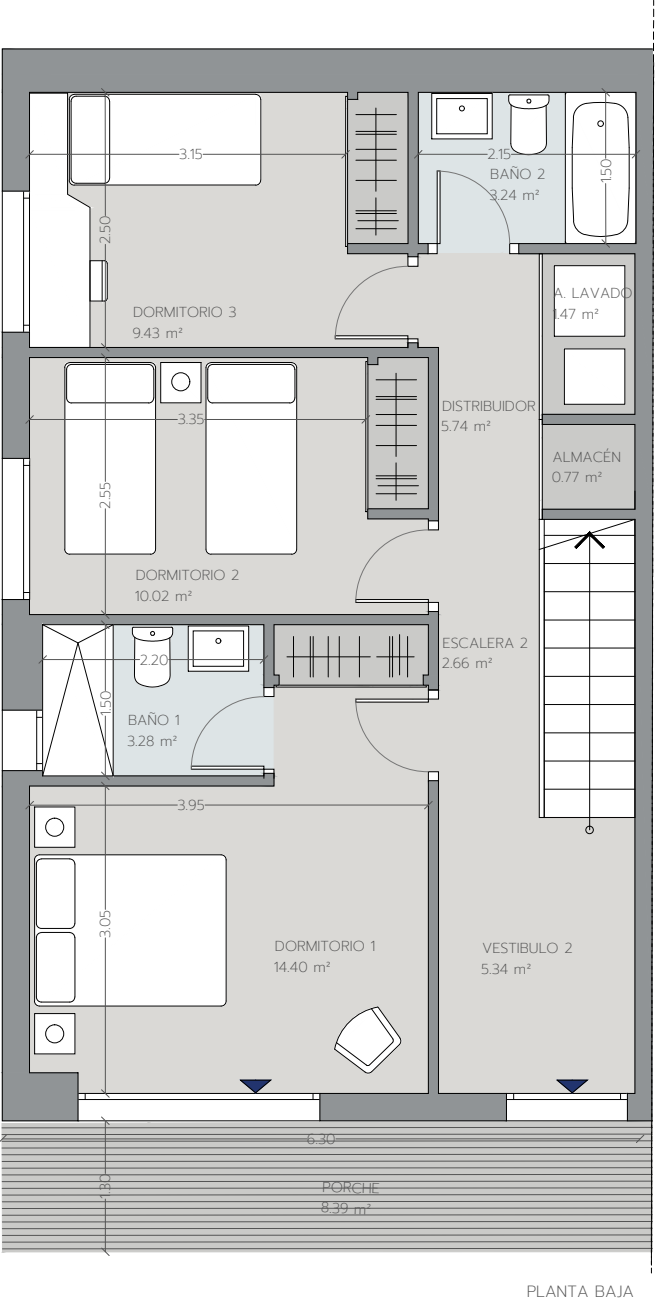 3.15
2.15
BAÑO 2
3.24 m²
1.50
2.50
A. LAVADO
1.47 m²
DORMITORIO 3
9.43 m²
DISTRIBUIDOR
5.74 m²
3.35
ALMACÉN
0.77 m²
2.55
DORMITORIO 2
10.02 m²
ESCALERA 2
2.66 m²
2.20
1.50
BAÑO 1
3.28 m²
3.95
3.05
DORMITORIO 1
14.40 m²
VESTIBULO 2
5.34 m²
6.30
1.30
PORCHE
8.39 m²
PLANTA BAJA